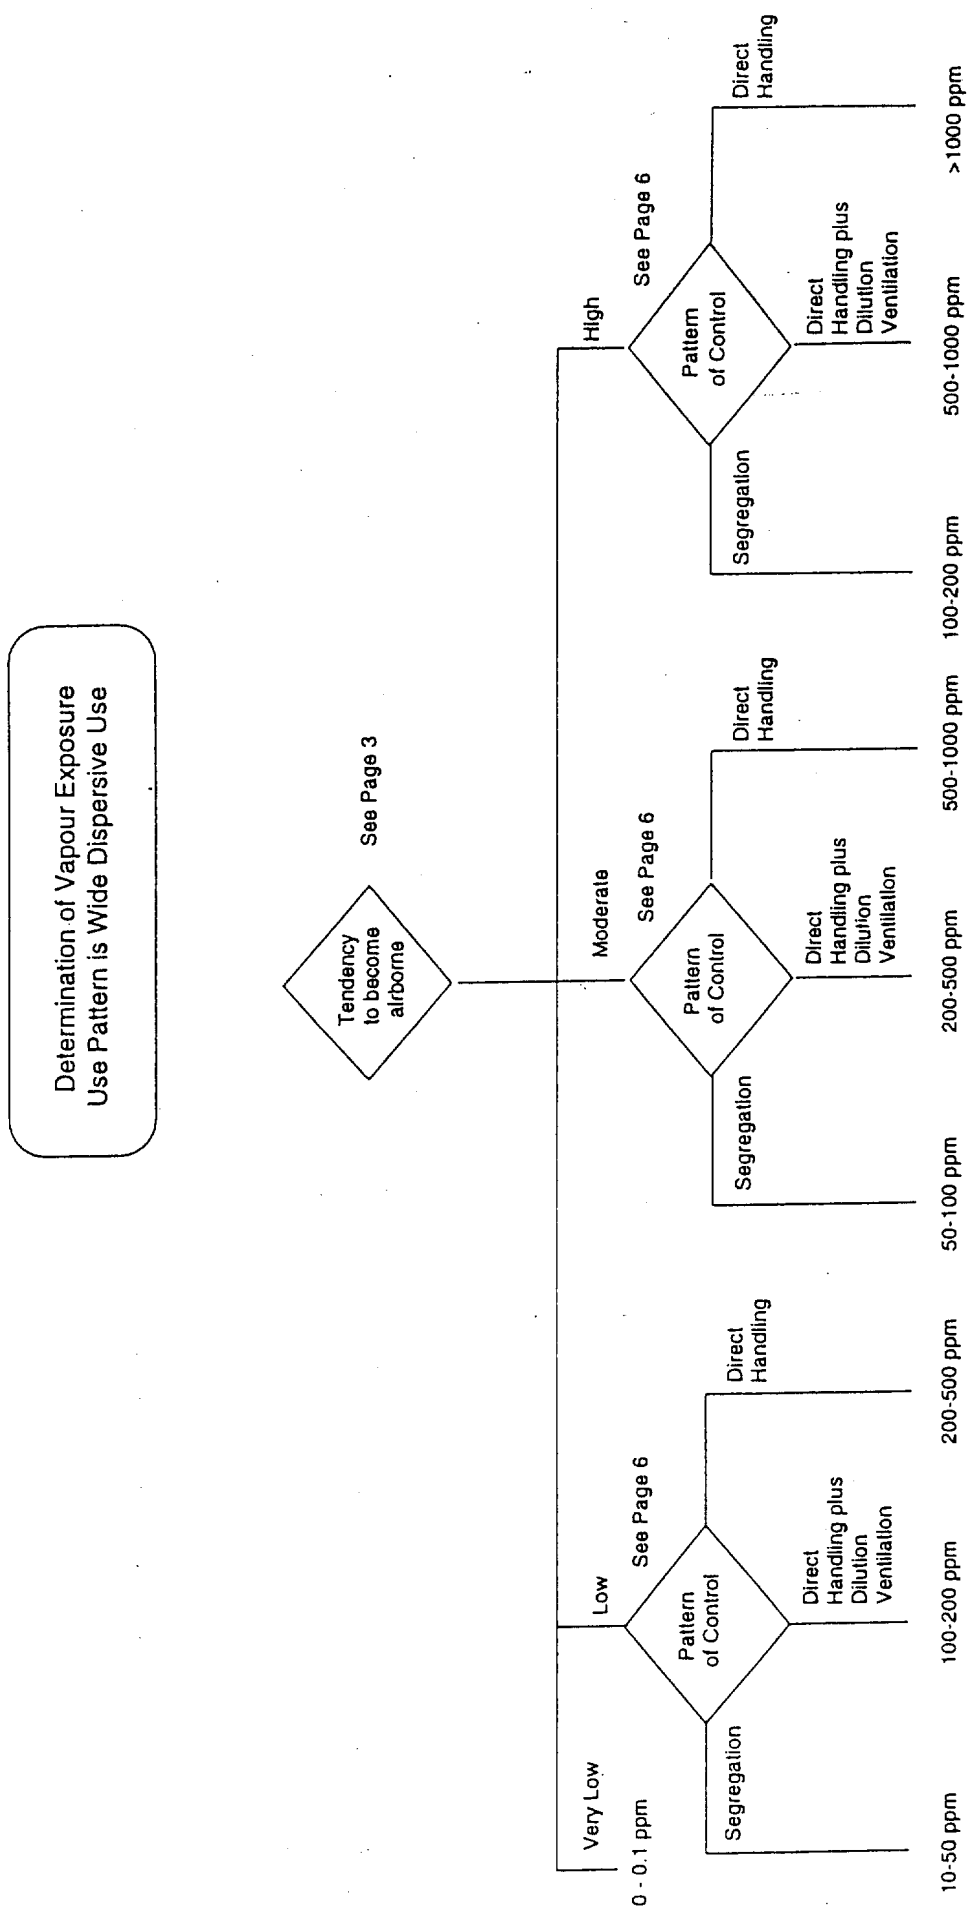 Determination of Vapour Exposure
Use Pattern is Wide Dispersive Use
Tendency
to become
airborne
See Page 3
Very Low
0 - 0.1 ppm
Low
See Page 6
Pattern
of Control
Segregation
Direct
Handling plus
Dilution
Ventilation
Direct
Handling
10-50 ppm
100-200 ppm
200-500 ppm
Moderate
See Page 6
Pattern
of Control
Segregation
Direct
Handling plus
Dilution
Ventilation
Direct
Handling
50-100 ppm
200-500 ppm
500-1000 ppm
High
See Page 6
Pattern
of Control
Segregation
Direct
Handling plus
Dilution
Ventilation
Direct
Handling
100-200 ppm
500-1000 ppm
>1000 ppm